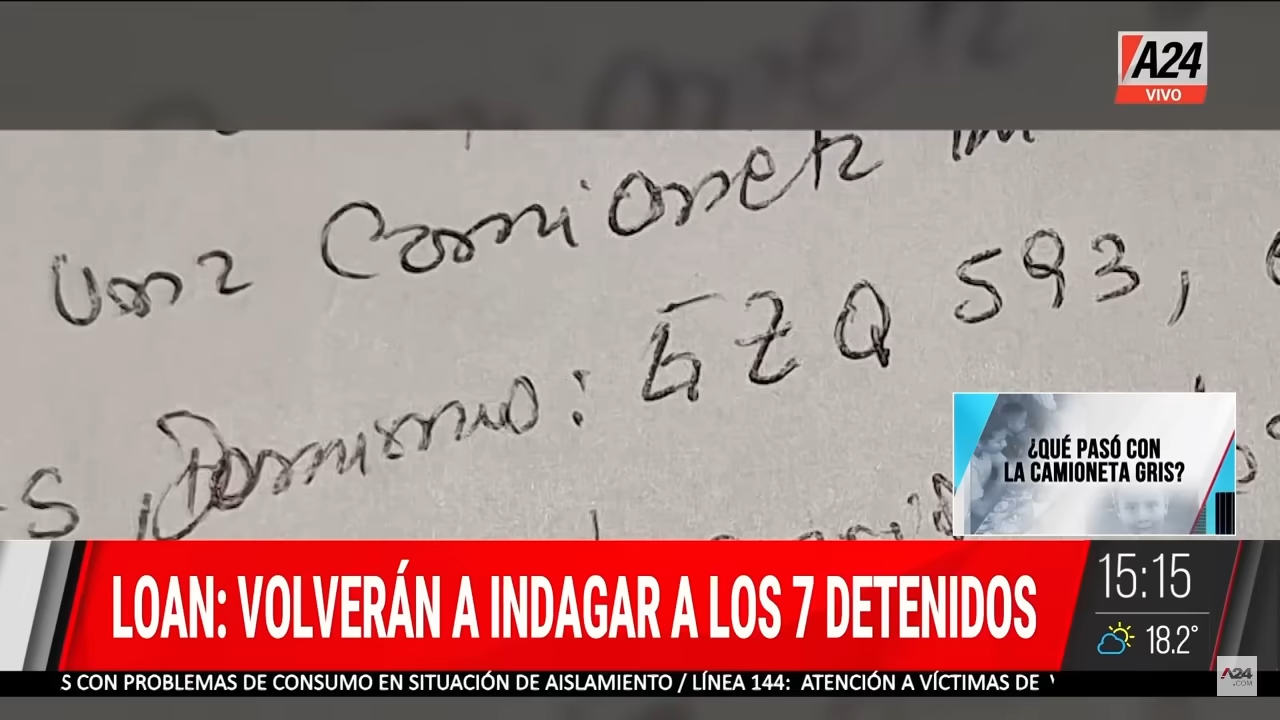 A24
VIVO
una camioneta
dominio: EZQ 593,
¿QUÉ PASÓ CON
LA CAMIONETA GRIS?
LOAN: VOLVERÁN A INDAGAR A LOS 7 DETENIDOS
15:15
18.2°
S CON PROBLEMAS DE CONSUMO EN SITUACIÓN DE AISLAMIENTO / LÍNEA 144: ATENCIÓN A VÍCTIMAS DE
A24
.COM